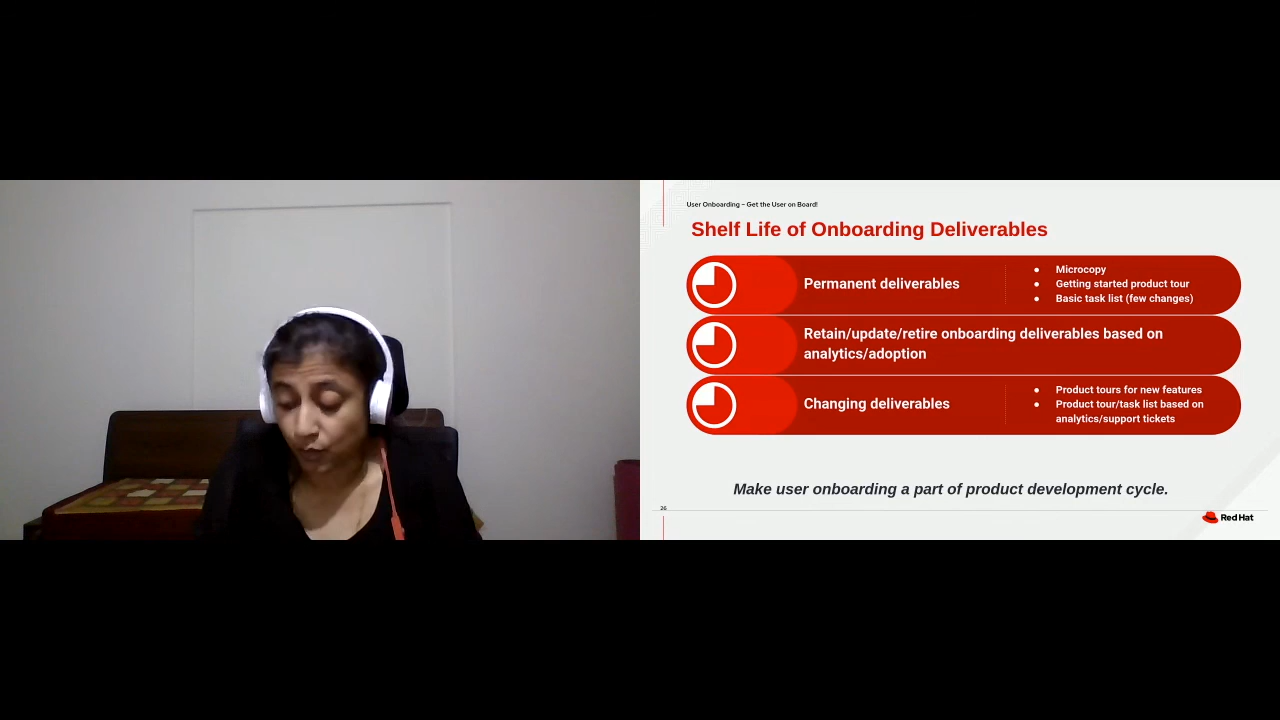 User Onboarding – Get the User on Board!
Shelf Life of Onboarding Deliverables
Permanent deliverables
● Microcopy
● Getting started product tour
● Basic task list (few changes)
Retain/update/retire onboarding deliverables based on
analytics/adoption
Changing deliverables
● Product tours for new features
● Product tour/task list based on
analytics/support tickets
Make user onboarding a part of product development cycle.
26
Red Hat